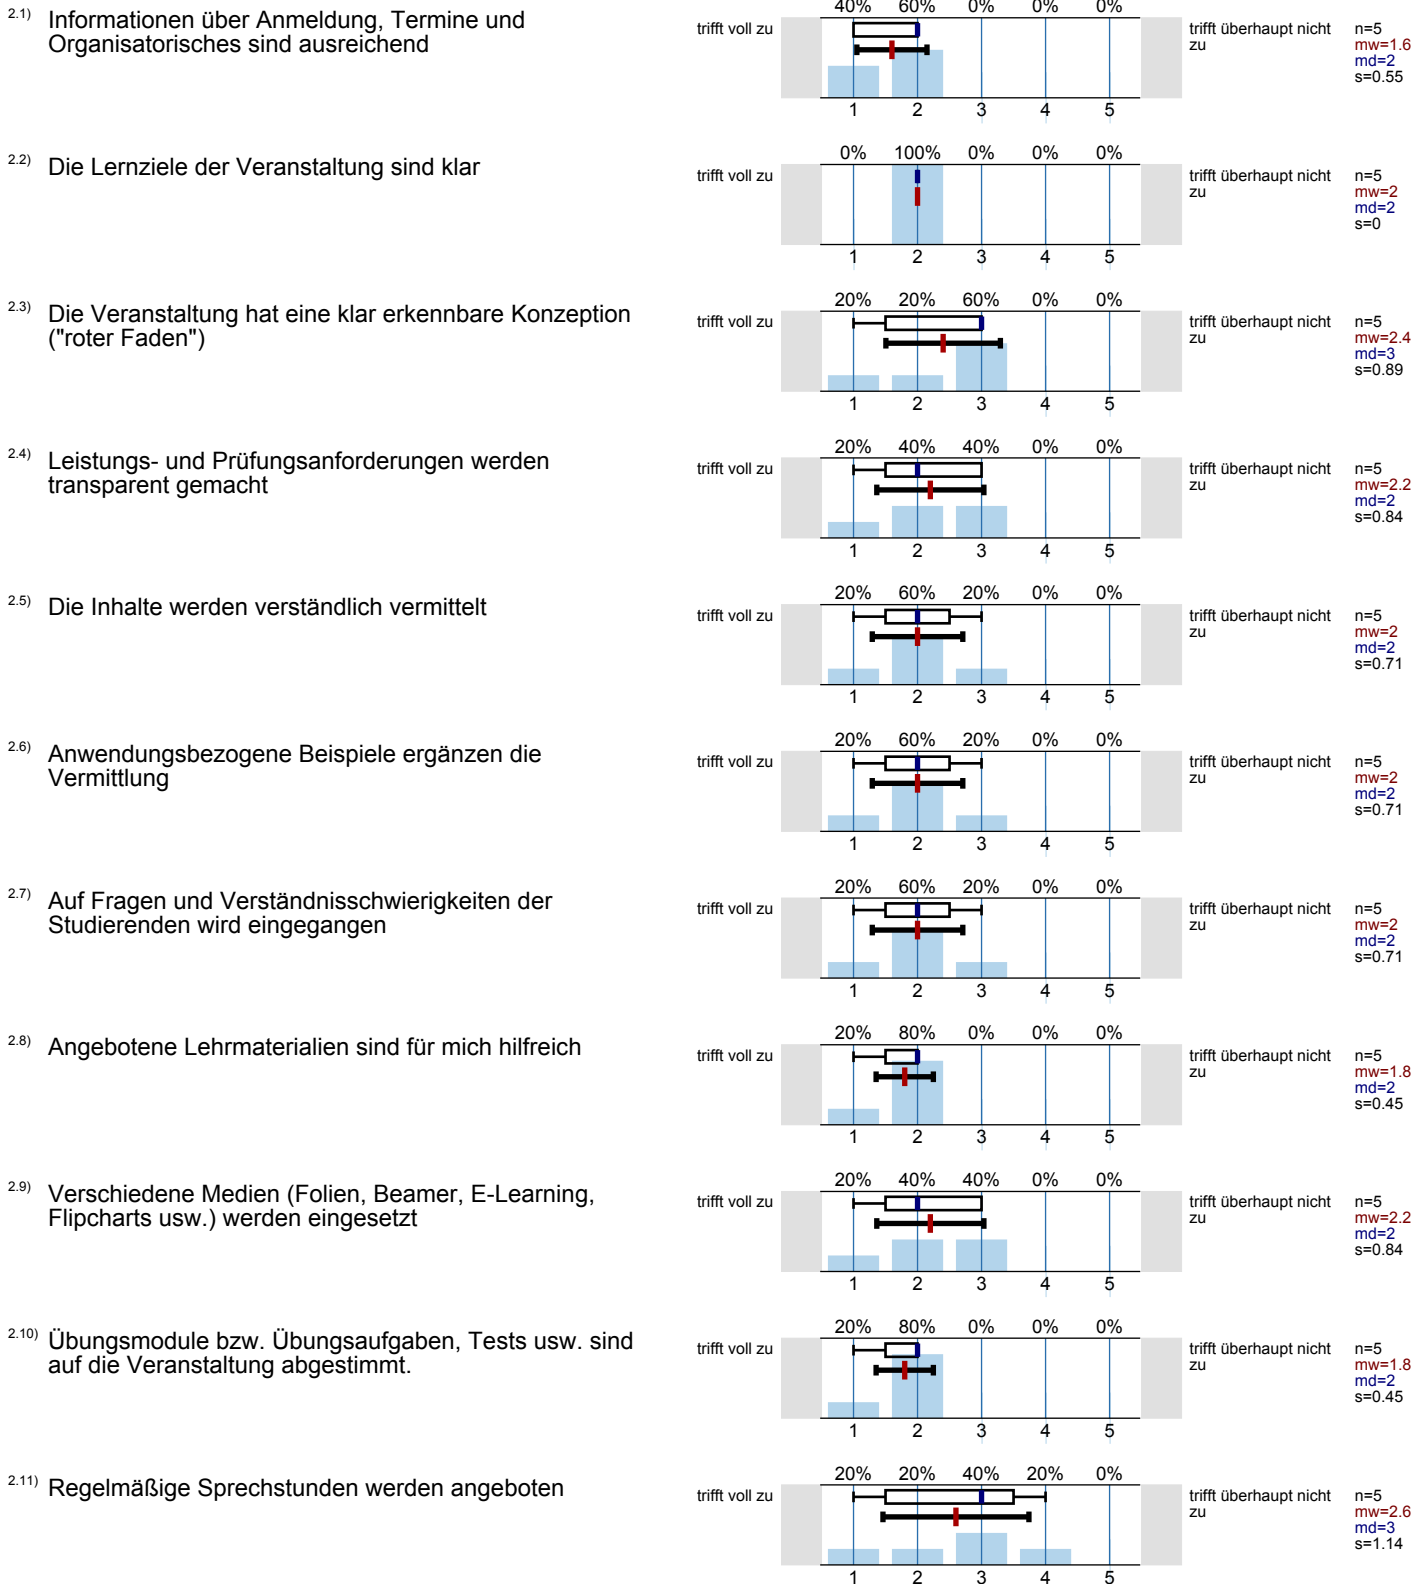 40% 60% 0% 0% 0%
2.1) Informationen über Anmeldung, Termine und
Organisatorisches sind ausreichend
trifft voll zu
trifft überhaupt nicht
zu
n=5
mw=1.6
md=2
s=0.55
1 2 3 4 5
2.2) Die Lernziele der Veranstaltung sind klar
0% 100% 0% 0% 0%
trifft voll zu
trifft überhaupt nicht
zu
n=5
mw=2
md=2
s=0
1 2 3 4 5
2.3) Die Veranstaltung hat eine klar erkennbare Konzeption
("roter Faden")
20% 20% 60% 0% 0%
trifft voll zu
trifft überhaupt nicht
zu
n=5
mw=2.4
md=3
s=0.89
1 2 3 4 5
2.4) Leistungs- und Prüfungsanforderungen werden
transparent gemacht
20% 40% 40% 0% 0%
trifft voll zu
trifft überhaupt nicht
zu
n=5
mw=2.2
md=2
s=0.84
1 2 3 4 5
2.5) Die Inhalte werden verständlich vermittelt
20% 60% 20% 0% 0%
trifft voll zu
trifft überhaupt nicht
zu
n=5
mw=2
md=2
s=0.71
1 2 3 4 5
2.6) Anwendungsbezogene Beispiele ergänzen die
Vermittlung
20% 60% 20% 0% 0%
trifft voll zu
trifft überhaupt nicht
zu
n=5
mw=2
md=2
s=0.71
1 2 3 4 5
2.7) Auf Fragen und Verständnisschwierigkeiten der
Studierenden wird eingegangen
20% 60% 20% 0% 0%
trifft voll zu
trifft überhaupt nicht
zu
n=5
mw=2
md=2
s=0.71
1 2 3 4 5
2.8) Angebotene Lehrmaterialien sind für mich hilfreich
20% 80% 0% 0% 0%
trifft voll zu
trifft überhaupt nicht
zu
n=5
mw=1.8
md=2
s=0.45
1 2 3 4 5
2.9) Verschiedene Medien (Folien, Beamer, E-Learning,
Flipcharts usw.) werden eingesetzt
20% 40% 40% 0% 0%
trifft voll zu
trifft überhaupt nicht
zu
n=5
mw=2.2
md=2
s=0.84
1 2 3 4 5
2.10) Übungsmodule bzw. Übungsaufgaben, Tests usw. sind
auf die Veranstaltung abgestimmt.
20% 80% 0% 0% 0%
trifft voll zu
trifft überhaupt nicht
zu
n=5
mw=1.8
md=2
s=0.45
1 2 3 4 5
2.11) Regelmäßige Sprechstunden werden angeboten
20% 20% 40% 20% 0%
trifft voll zu
trifft überhaupt nicht
zu
n=5
mw=2.6
md=3
s=1.14
1 2 3 4 5